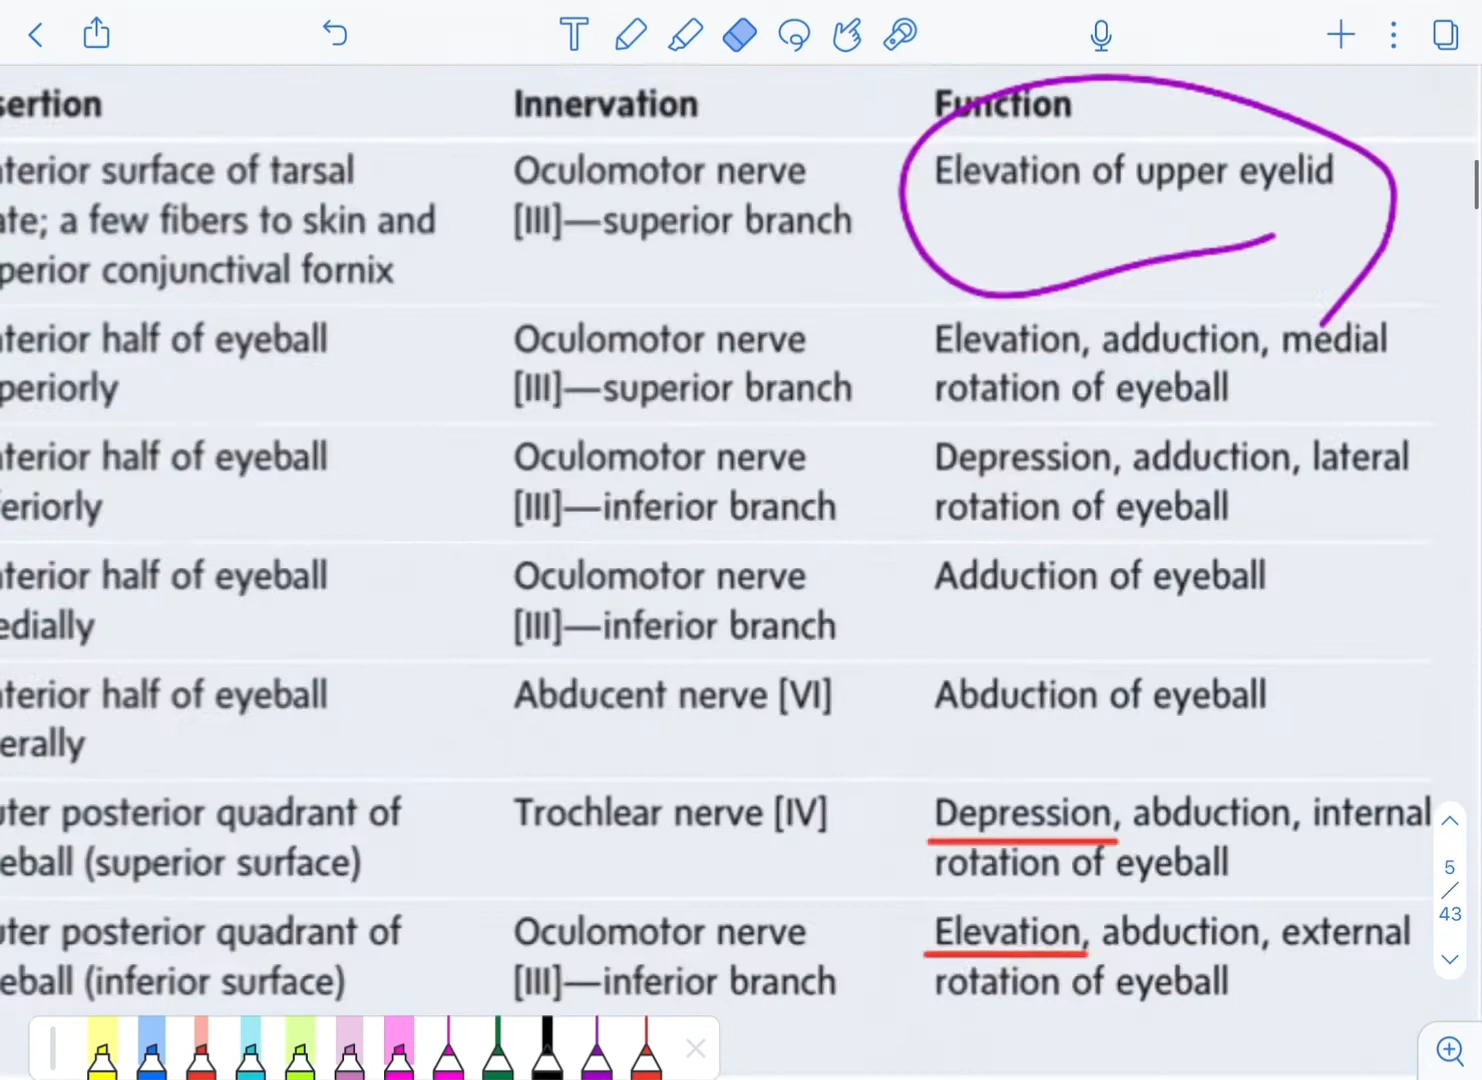 sertion Innervation Function
terior surface of tarsal Oculomotor nerve Elevation of upper eyelid
ate; a few fibers to skin and [III]—superior branch
perior conjunctival fornix
terior half of eyeball Oculomotor nerve Elevation, adduction, medial
periorly [III]—superior branch rotation of eyeball
terior half of eyeball Oculomotor nerve Depression, adduction, lateral
eriorly [III]—inferior branch rotation of eyeball
terior half of eyeball Oculomotor nerve Adduction of eyeball
edially [III]—inferior branch
terior half of eyeball Abducent nerve [VI] Abduction of eyeball
erally
uter posterior quadrant of Trochlear nerve [IV] Depression, abduction, internal
eball (superior surface) rotation of eyeball
uter posterior quadrant of Oculomotor nerve Elevation, abduction, external
eball (inferior surface) [III]—inferior branch rotation of eyeball
5
/
43